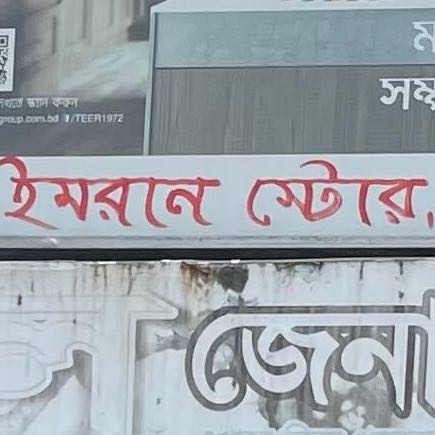 স্ক্যান করুন
group.com.bd /TEER1972
ইমরানে স্টোর,
জেনা